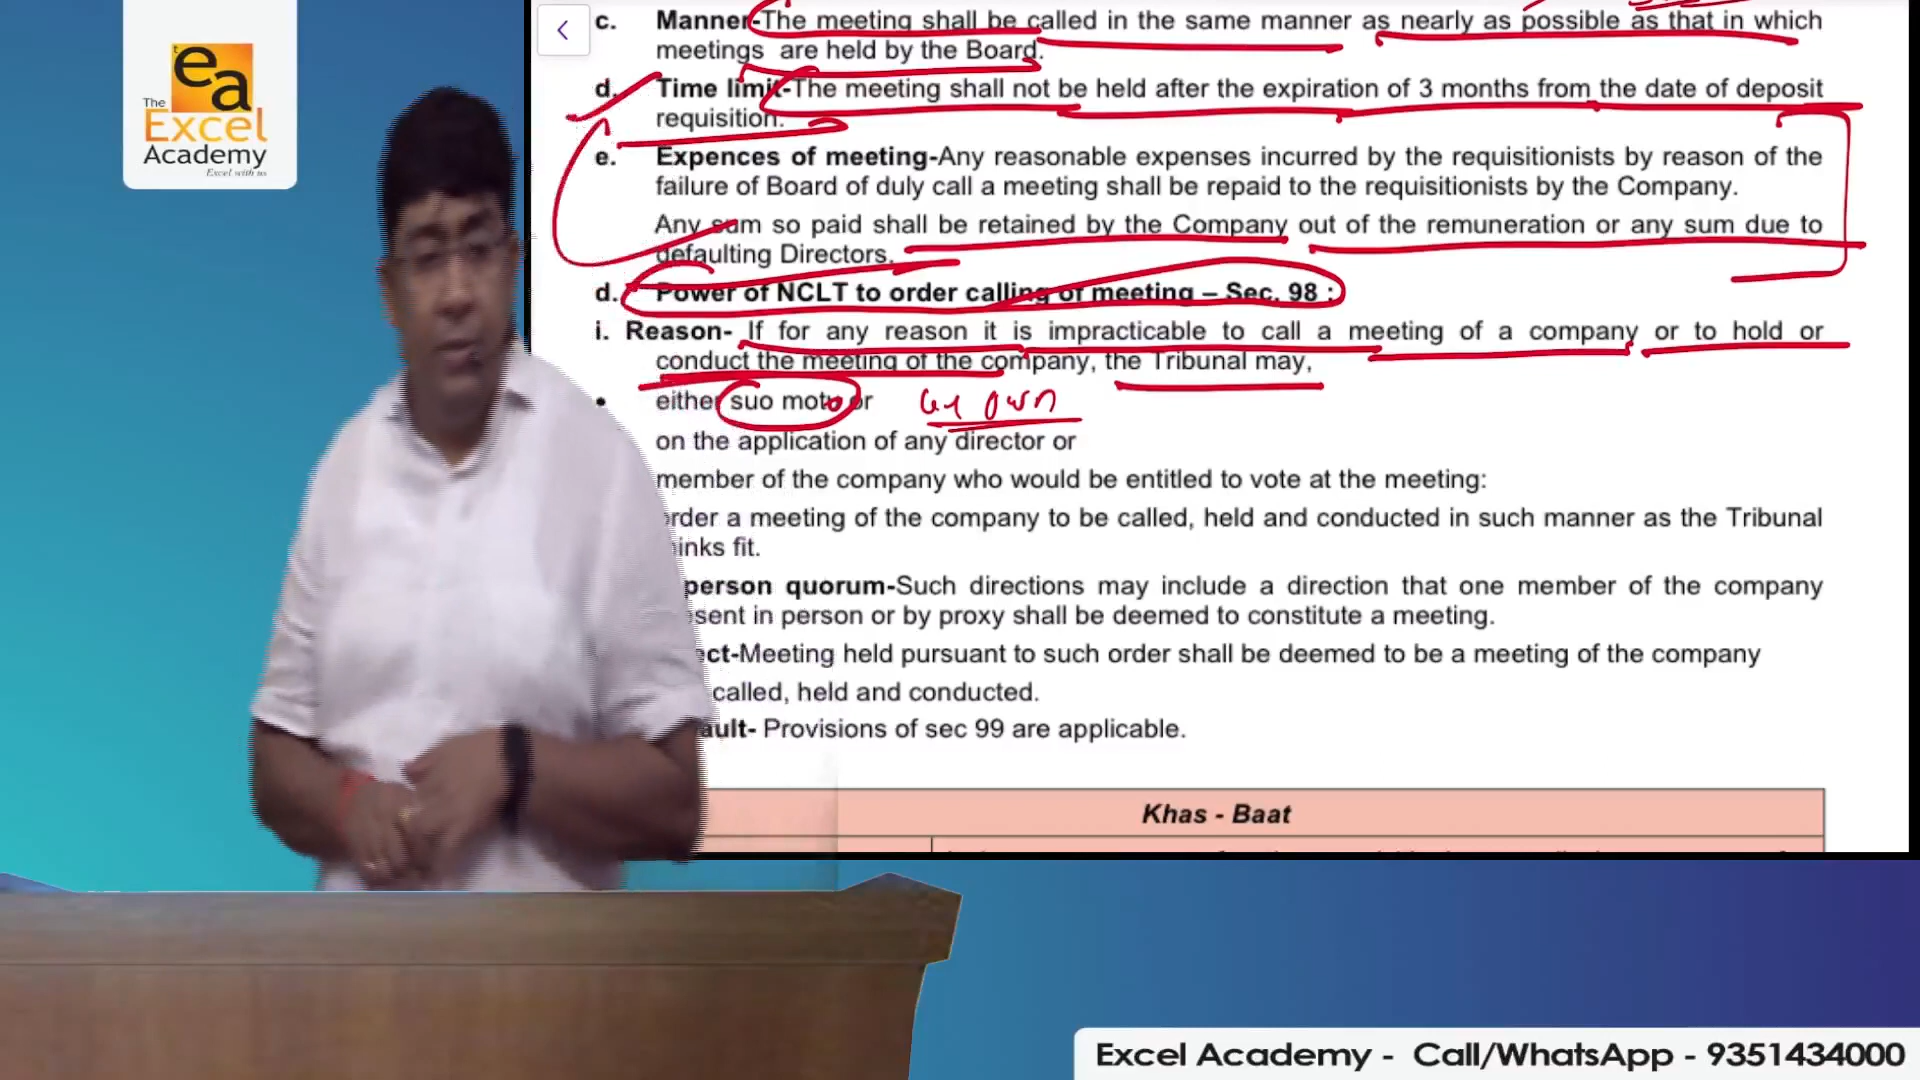 The
ea
Excel
Academy
Excel with us
c. Manner-The meeting shall be called in the same manner as nearly as possible as that in which
meetings are held by the Board.
d. Time limit-The meeting shall not be held after the expiration of 3 months from the date of deposit
requisition.
e. Expences of meeting-Any reasonable expenses incurred by the requisitionists by reason of the
failure of Board of duly call a meeting shall be repaid to the requisitionists by the Company.
Any sum so paid shall be retained by the Company out of the remuneration or any sum due to
defaulting Directors.
d. Power of NCLT to order calling of meeting – Sec. 98 :
i. Reason- If for any reason it is impracticable to call a meeting of a company or to hold or
conduct the meeting of the company, the Tribunal may,
• either suo moto or own
on the application of any director or
member of the company who would be entitled to vote at the meeting:
order a meeting of the company to be called, held and conducted in such manner as the Tribunal
inks fit.
person quorum-Such directions may include a direction that one member of the company
sent in person or by proxy shall be deemed to constitute a meeting.
ct-Meeting held pursuant to such order shall be deemed to be a meeting of the company
called, held and conducted.
ault- Provisions of sec 99 are applicable.
Khas - Baat
Excel Academy - Call/WhatsApp - 9351434000